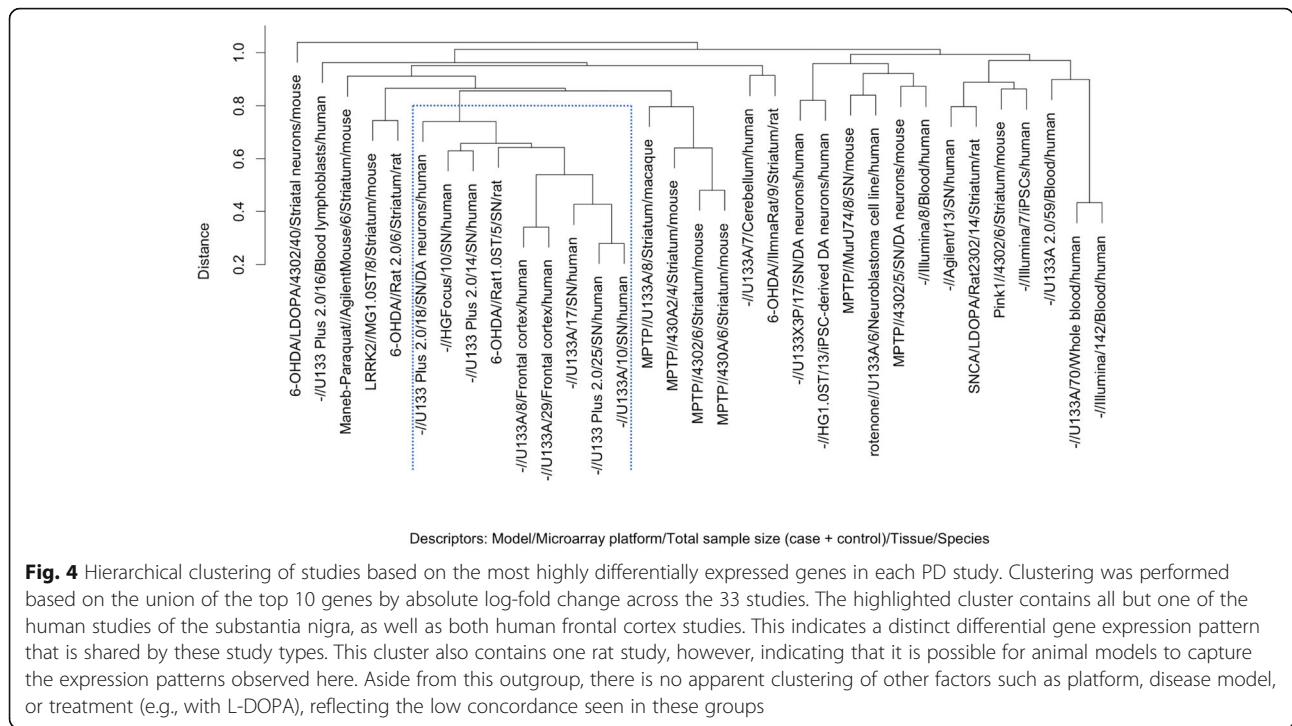 Distance
1.0
0.8
0.6
0.4
0.2
6-OHDA/LDOPA/4302/40/Striatal neurons/mouse
-//U133 Plus 2.0/16/Blood lymphoblasts/human
Maneb-Paraquat//AgilentMouse/6/Striatum/mouse
LRRK2//MG1.0ST/8/Striatum/mouse
6-OHDA//Rat 2.0/6/Striatum/rat
-//U133 Plus 2.0/18/SN/DA neurons/human
-//HGFocus/10/SN/human
-//U133 Plus 2.0/14/SN/human
6-OHDA//Rat1.0ST/5/SN/rat
-//U133A/8/Frontal cortex/human
-//U133A/29/Frontal cortex/human
-//U133A/17/SN/human
-//U133 Plus 2.0/25/SN/human
-//U133A/10/SN/human
MPTP//U133A/8/Striatum/macaque
MPTP//430A2/4/Striatum/mouse
MPTP//4302/6/Striatum/mouse
MPTP//430A/6/Striatum/mouse
-//U133A/7/Cerebellum/human
6-OHDA//IlmnaRat/9/Striatum/rat
-//U133X3P/17/SN/DA neurons/human
-//HG1.0ST/13/iPSC-derived DA neurons/human
MPTP//MurU74/8/SN/mouse
rotenone//U133A/6/Neuroblastoma cell line/human
MPTP//4302/5/SN/DA neurons/mouse
-//Illumina/8/Blood/human
-//Agilent/13/SN/human
SNCA/LDOPA/Rat2302/14/Striatum/rat
Pink1//4302/6/Striatum/mouse
-//Illumina/7/iPSCs/human
-//U133A 2.0/59/Blood/human
-//U133A/70/Whole blood/human
-//Illumina/142/Blood/human
Descriptors: Model/Microarray platform/Total sample size (case + control)/Tissue/Species
Fig. 4 Hierarchical clustering of studies based on the most highly differentially expressed genes in each PD study. Clustering was performed
based on the union of the top 10 genes by absolute log-fold change across the 33 studies. The highlighted cluster contains all but one of the
human studies of the substantia nigra, as well as both human frontal cortex studies. This indicates a distinct differential gene expression pattern
that is shared by these study types. This cluster also contains one rat study, however, indicating that it is possible for animal models to capture
the expression patterns observed here. Aside from this outgroup, there is no apparent clustering of other factors such as platform, disease model,
or treatment (e.g., with L-DOPA), reflecting the low concordance seen in these groups